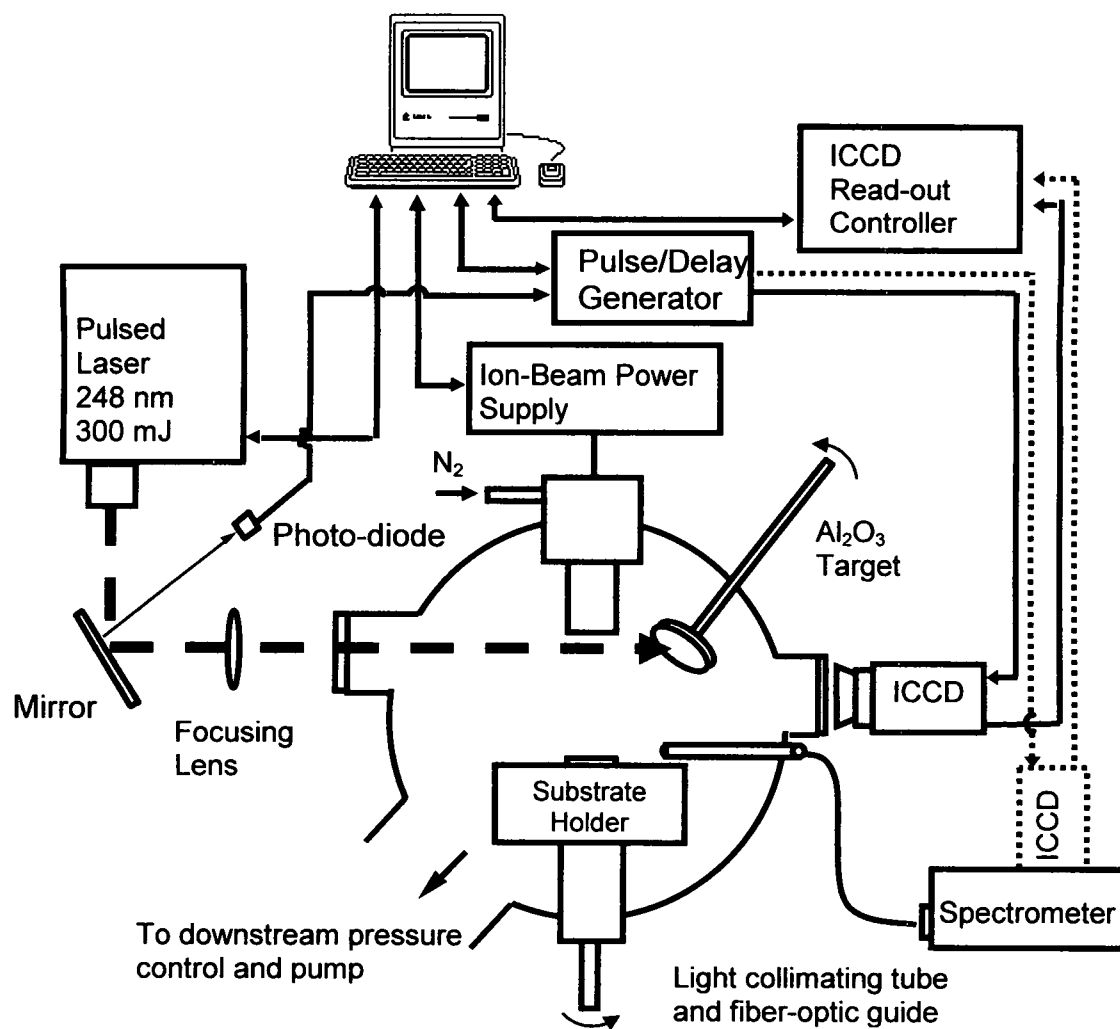 ICCD
Read-out
Controller
Pulse/Delay
Generator
Pulsed
Laser
248 nm
300 mJ
Ion-Beam Power
Supply
N₂
Photo-diode
Al₂O₃
Target
Mirror
Focusing
Lens
ICCD
Substrate
Holder
ICCD
Spectrometer
To downstream pressure
control and pump
Light collimating tube
and fiber-optic guide